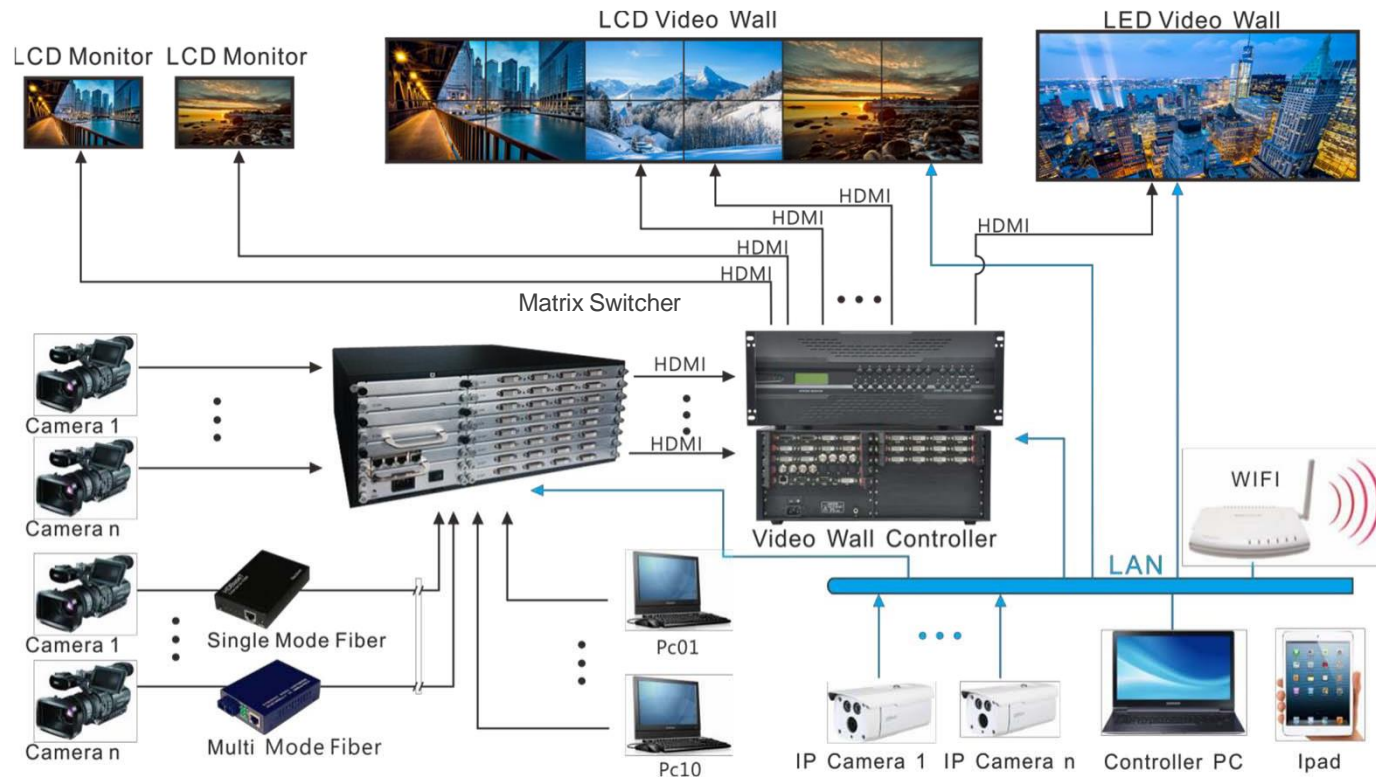 LCD Video Wall
LED Video Wall
LCD Monitor
LCD Monitor
HDMI
HDMI
HDMI
HDMI
HDMI
Matrix Switcher
HDMI
HDMI
Camera 1
Camera n
Video Wall Controller
WIFI
LAN
Camera 1
Single Mode Fiber
Pc01
Camera n
Multi Mode Fiber
Pc10
IP Camera 1
IP Camera n
Controller PC
Ipad